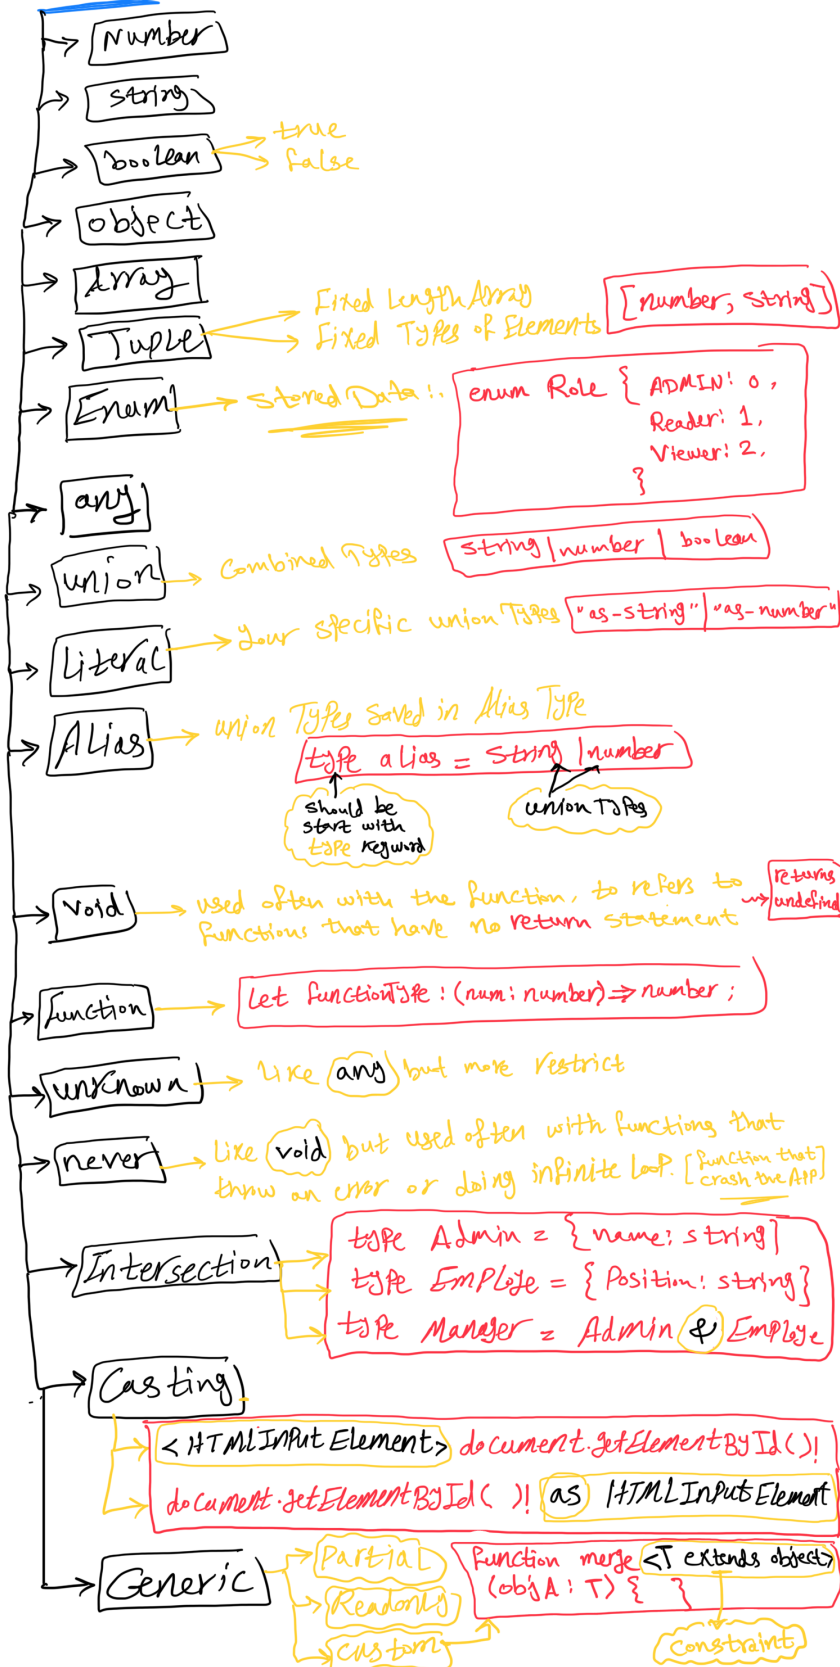 Number
string
boolean
true
false
object
Array
Tuple
Fixed Length Array
Fixed Types of Elements
[number, string]
Enum
Stored Data :.
enum Role { ADMIN: 0,
Reader: 1,
Viewer: 2,
}
any
union
Combined Types
string | number | boolean
Literal
Your specific union Types
"as-string" | "as-number"
Alias
union Types Saved in Alias Type
type alias = string | number
should be
start with
type keyword
union Types
Void
used often with the function, to refers to
functions that have no return statement
returns
undefind
function
Let functionType : (num: number) => number ;
unknown
Like any but more restrict
never
Like void but used often with functions that
throw an error or doing infinite Loop. [function that
crash the APP]
Intersection
type Admin = { name: string }
type Employe = { Position: string }
type Manager = Admin & Employe
Casting
<HTMLInputElement> document.getElementById()!
document.getElementById( )! as HTMLInputElement
Generic
Partial
Readonly
custom
function merge <T extends object>
(objA : T) { }
constraint